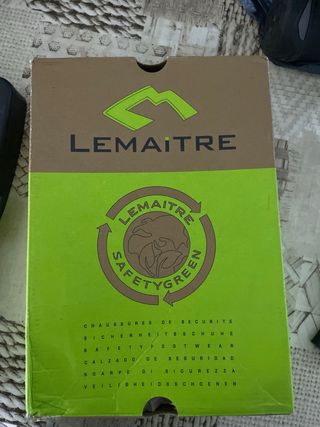 LEMAiTRE
LEMAITRE
SAFETYGREEN
CHAUSSURES DE SECURITE
SICHERHEITSSCHUHE
SAFETYFOOTWEAR
CALZADO DE SEGURIDAD
SCARPE DI SICUREZZA
VEILIGHEIDSSCHOENEN